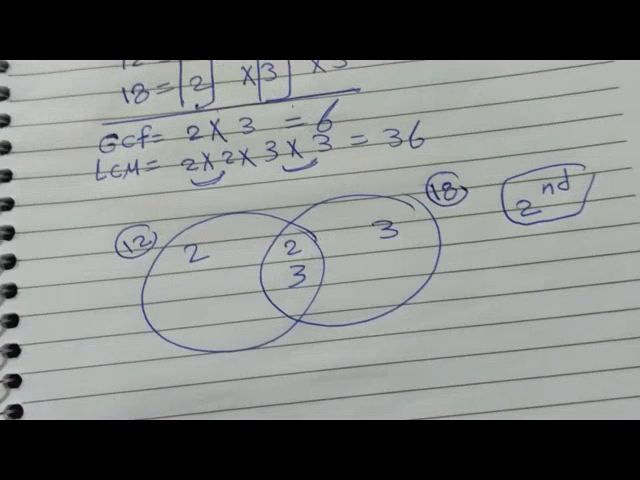 12=
18= 2 × 3 × 3
GCF= 2 × 3 = 6
LCM= 2 × 2 × 3 × 3 = 36
12 2 2 3 18 2nd
3